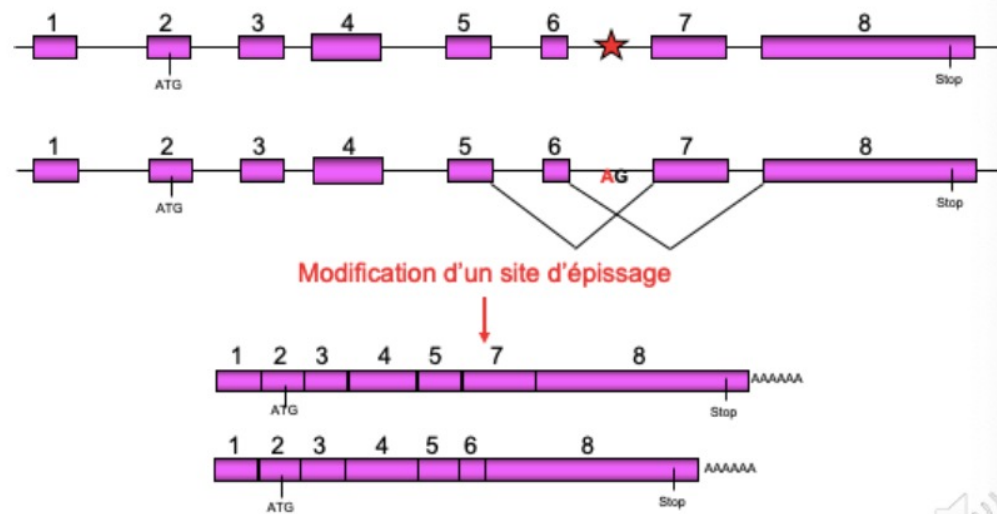 1 2 3 4 5 6 7 8
ATG Stop
1 2 3 4 5 6 7 8
AG
ATG Stop
Modification d'un site d'épissage
1 2 3 4 5 7 8
AAAAAA
ATG Stop
1 2 3 4 5 6 8
AAAAAA
ATG Stop